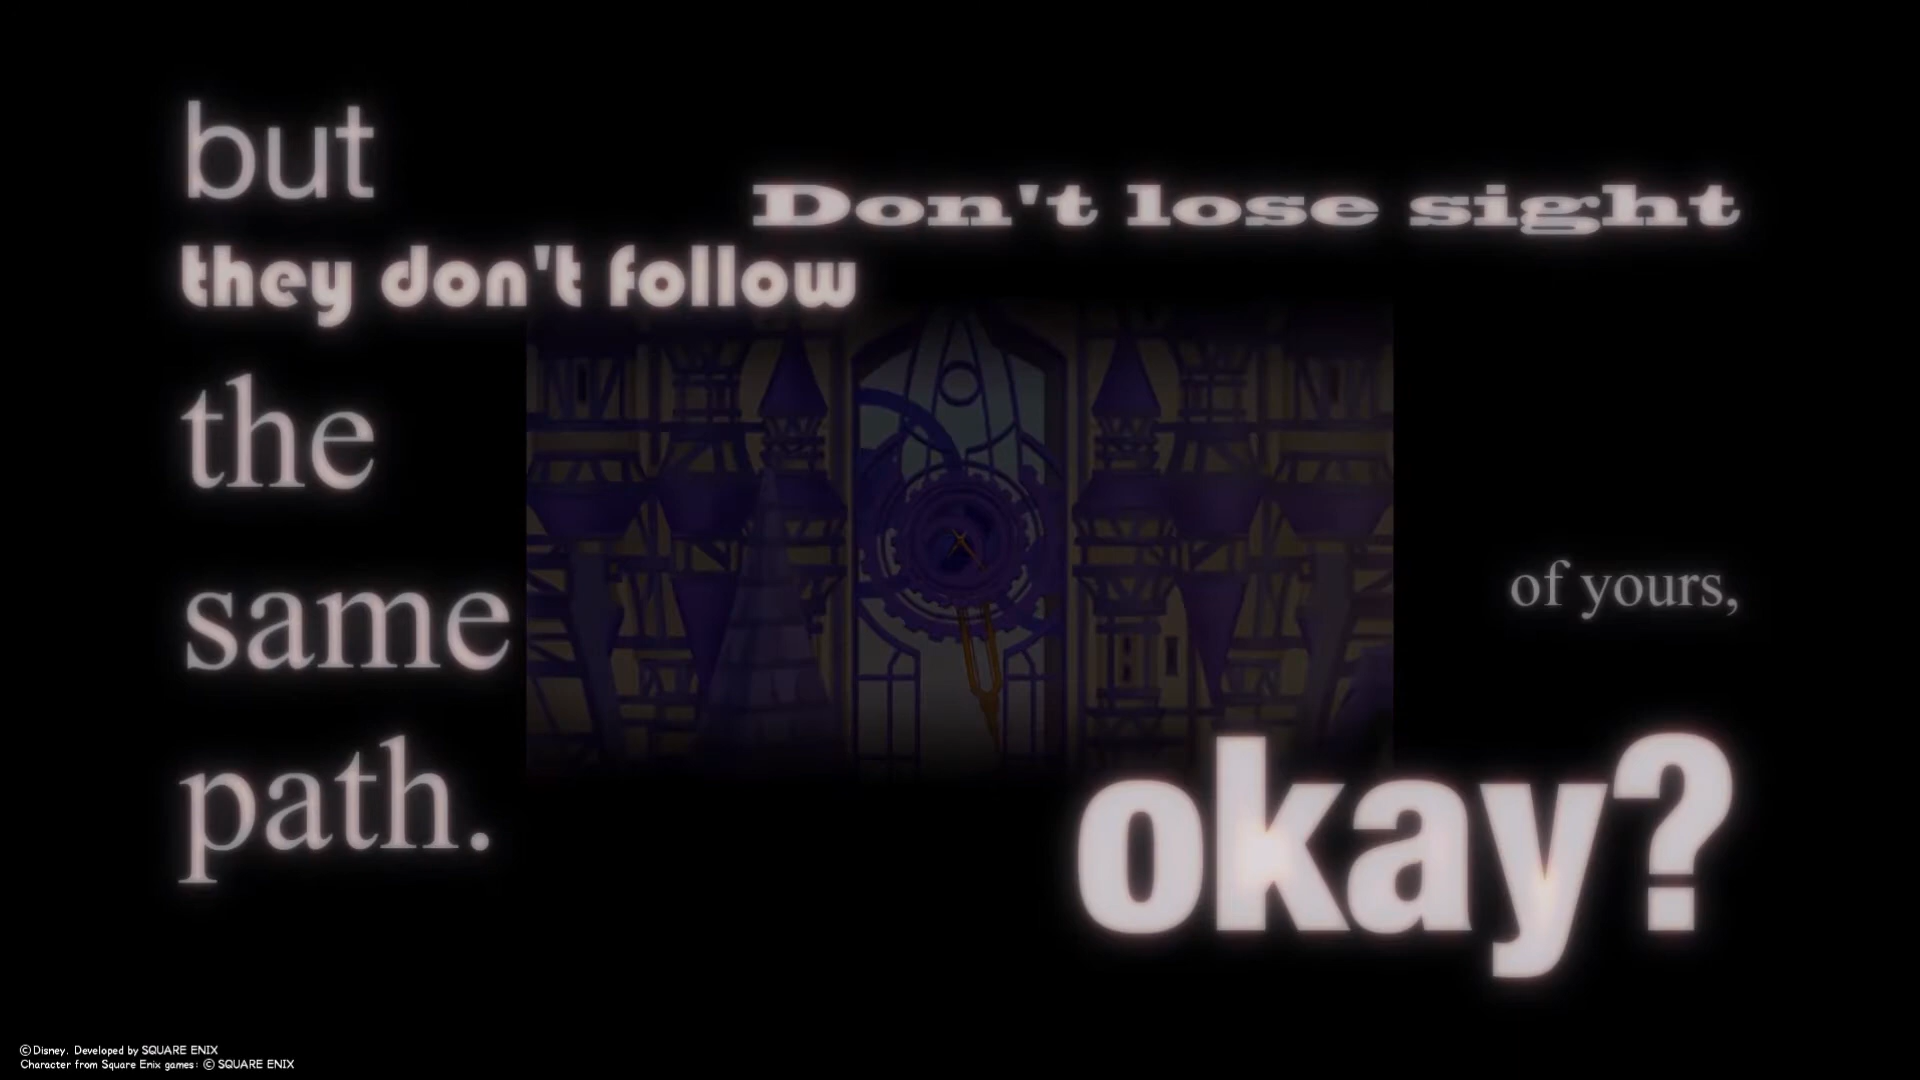 but
they don't follow
the
same
path.
Don't lose sight
of yours,
okay?
©Disney. Developed by SQUARE ENIX
Character from Square Enix games: © SQUARE ENIX